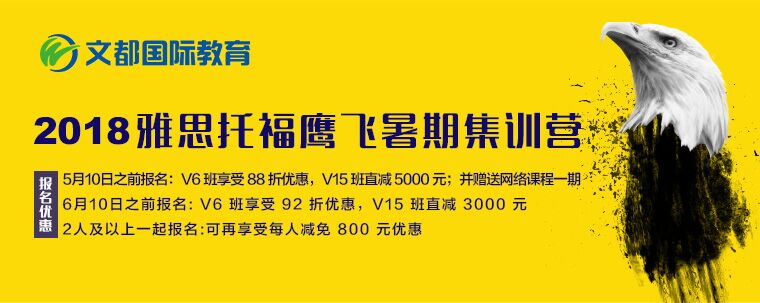 文都国际教育
2018雅思托福鹰飞暑期集训营
报名优惠
5月10日之前报名：V6 班享受 88 折优惠，V15 班直减 5000 元；并赠送网络课程一期
6月10日之前报名: V6 班享受 92 折优惠，V15 班直减 3000 元
2人及以上一起报名:可再享受每人减免 800 元优惠